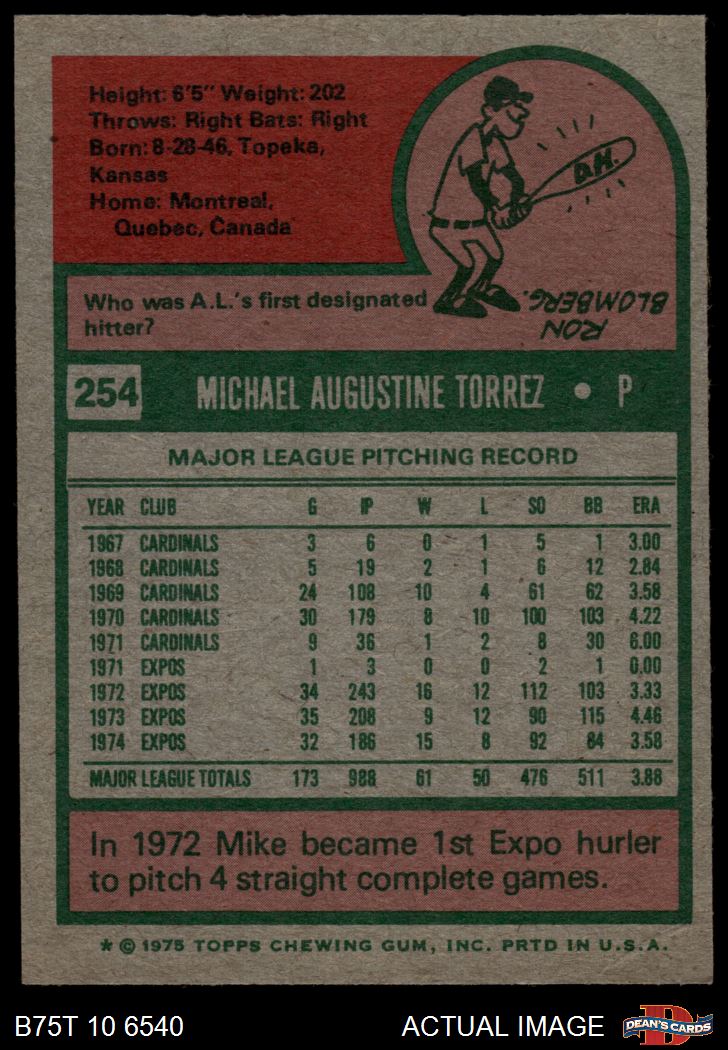 Height: 6'5" Weight: 202
Throws: Right Bats: Right
Born: 8-28-46, Topeka,
Kansas
Home: Montreal,
Quebec, Canada
D.H.
Who was A.L.'s first designated
hitter?
RON
BLOMBERG.
254 MICHAEL AUGUSTINE TORREZ • P
MAJOR LEAGUE PITCHING RECORD
YEAR CLUB G IP W L SO BB ERA
1967 CARDINALS 3 6 0 1 5 1 3.00
1968 CARDINALS 5 19 2 1 6 12 2.84
1969 CARDINALS 24 108 10 4 61 62 3.58
1970 CARDINALS 30 179 8 10 100 103 4.22
1971 CARDINALS 9 36 1 2 8 30 6.00
1971 EXPOS 1 3 0 0 2 1 0.00
1972 EXPOS 34 243 16 12 112 103 3.33
1973 EXPOS 35 208 9 12 90 115 4.46
1974 EXPOS 32 186 15 8 92 84 3.58
MAJOR LEAGUE TOTALS 173 988 61 50 476 511 3.88
In 1972 Mike became 1st Expo hurler
to pitch 4 straight complete games.
* © 1975 TOPPS CHEWING GUM, INC. PRTD IN U.S.A.
B75T 10 6540 ACTUAL IMAGE D DEAN'S CARDS